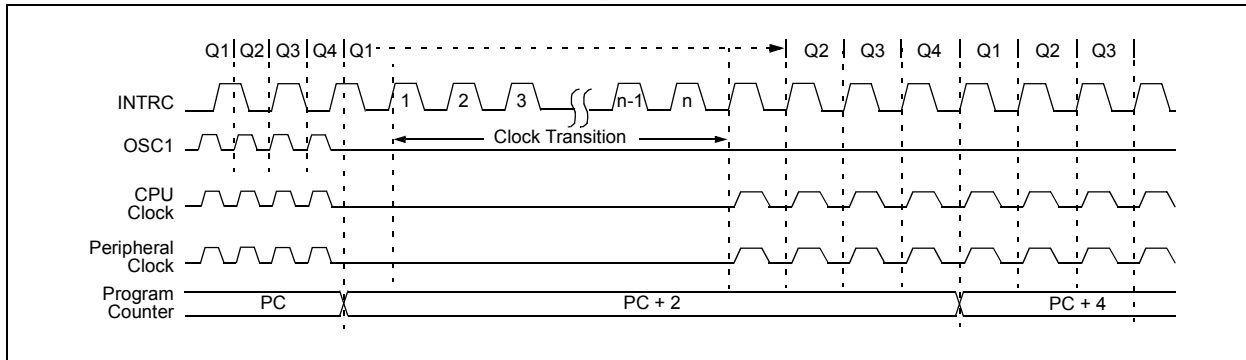 Q1 Q2 Q3 Q4 Q1 Q2 Q3 Q4 Q1 Q2 Q3
INTRC
1 2 3 n-1 n
Clock Transition
OSC1
CPU
Clock
Peripheral
Clock
Program
Counter
PC PC + 2 PC + 4